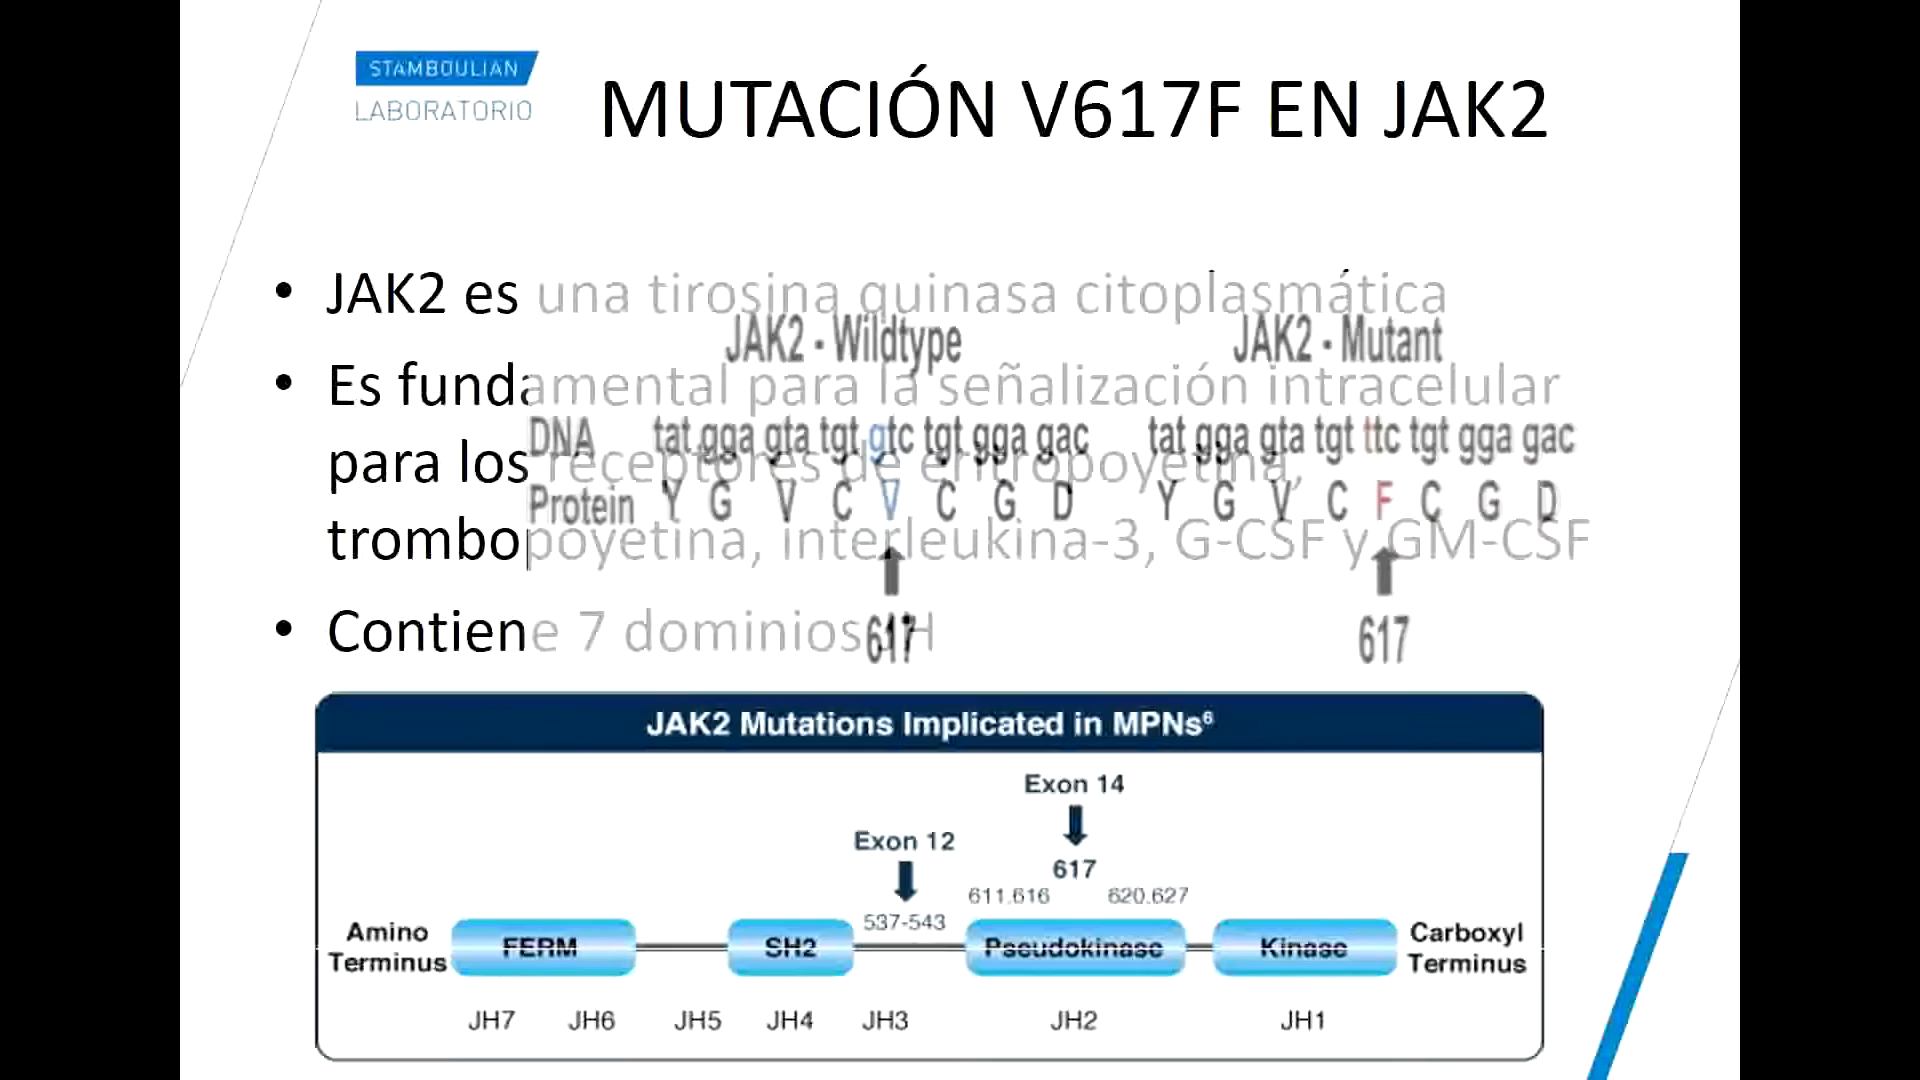 STAMBOULIAN
LABORATORIO
MUTACIÓN V617F EN JAK2
• JAK2 es una tirosina quinasa citoplasmática
• Es fundamental para la señalización intracelular
para los receptores de eritropoyetina,
trombopoyetina, interleukina-3, G-CSF y GM-CSF
• Contiene 7 dominios JH
JAK2 - Wildtype JAK2 - Mutant
DNA tat gga gta tgt gtc tgt gga gac tat gga gta tgt ttc tgt gga gac
Protein Y G V C V C G D Y G V C F C G D
617 617
JAK2 Mutations Implicated in MPNs⁶
Exon 14
Exon 12
617
611.616 620.627
537-543
Amino
Terminus
FERM SH2 Pseudokinase Kinase
Carboxyl
Terminus
JH7 JH6 JH5 JH4 JH3 JH2 JH1